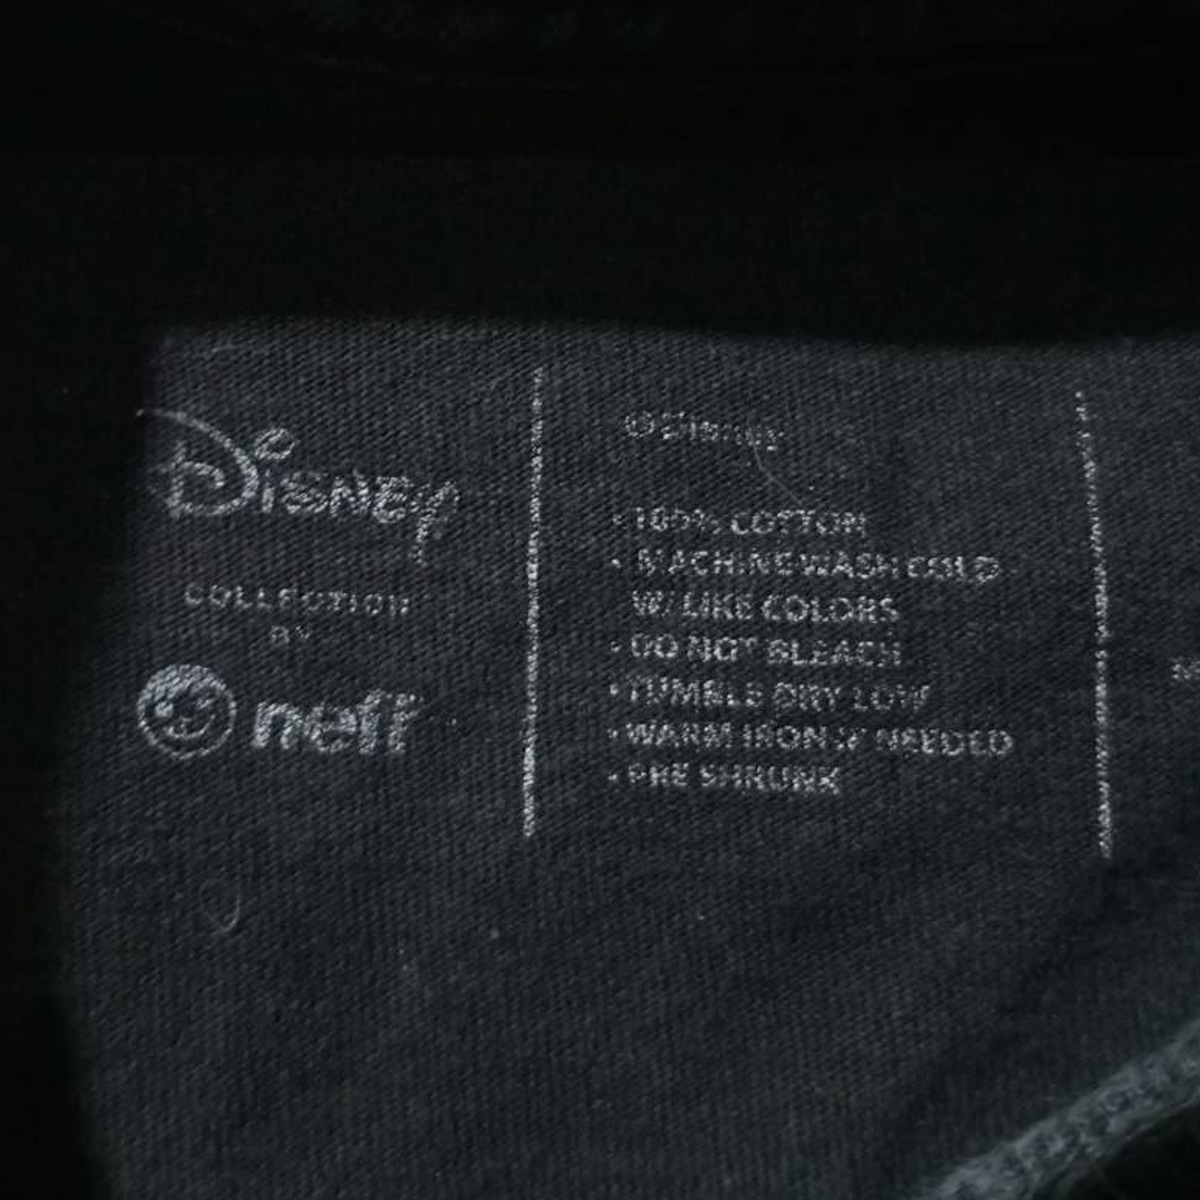 Disney
COLLECTION
BY
neff
©Disney
• 100% COTTON
• MACHINE WASH COLD
W/ LIKE COLORS
• DO NOT BLEACH
• TUMBLE DRY LOW
• WARM IRON IF NEEDED
• PRE SHRUNK